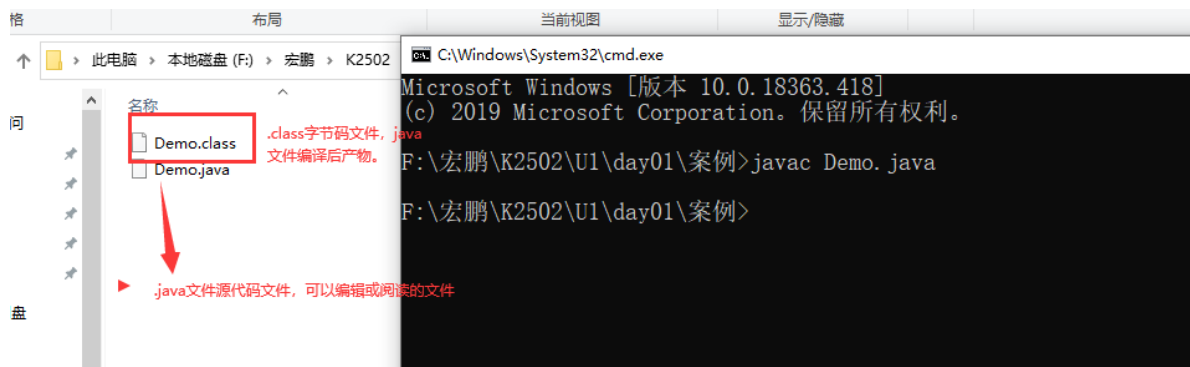 格
布局
当前视图
显示/隐藏
此电脑 › 本地磁盘 (F:) › 宏鹏 › K2502
C:\Windows\System32\cmd.exe
名称
问
Demo.class
Demo.java
盘
.class字节码文件，java
文件编译后产物。
.java文件源代码文件，可以编辑或阅读的文件
Microsoft Windows [版本 10.0.18363.418]
(c) 2019 Microsoft Corporation。保留所有权利。
F:\宏鹏\K2502\U1\day01\案例>javac Demo.java
F:\宏鹏\K2502\U1\day01\案例>